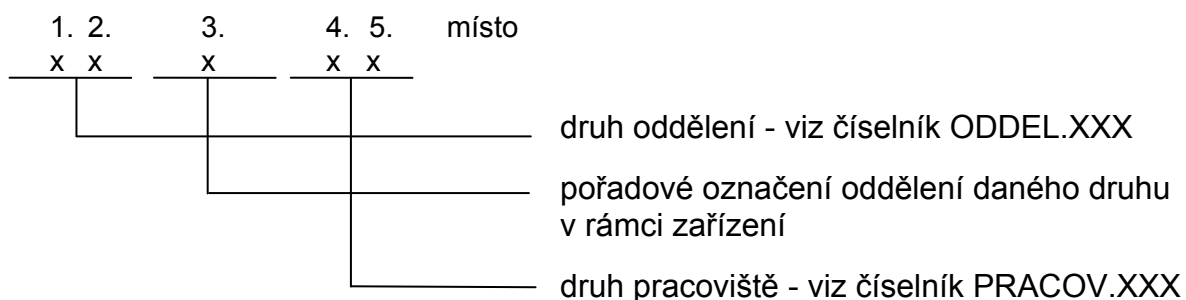 1. 2. 3. 4. 5. místo
x x x x x
druh oddělení - viz číselník ODDEL.XXX
pořadové označení oddělení daného druhu
v rámci zařízení
druh pracoviště - viz číselník PRACOV.XXX